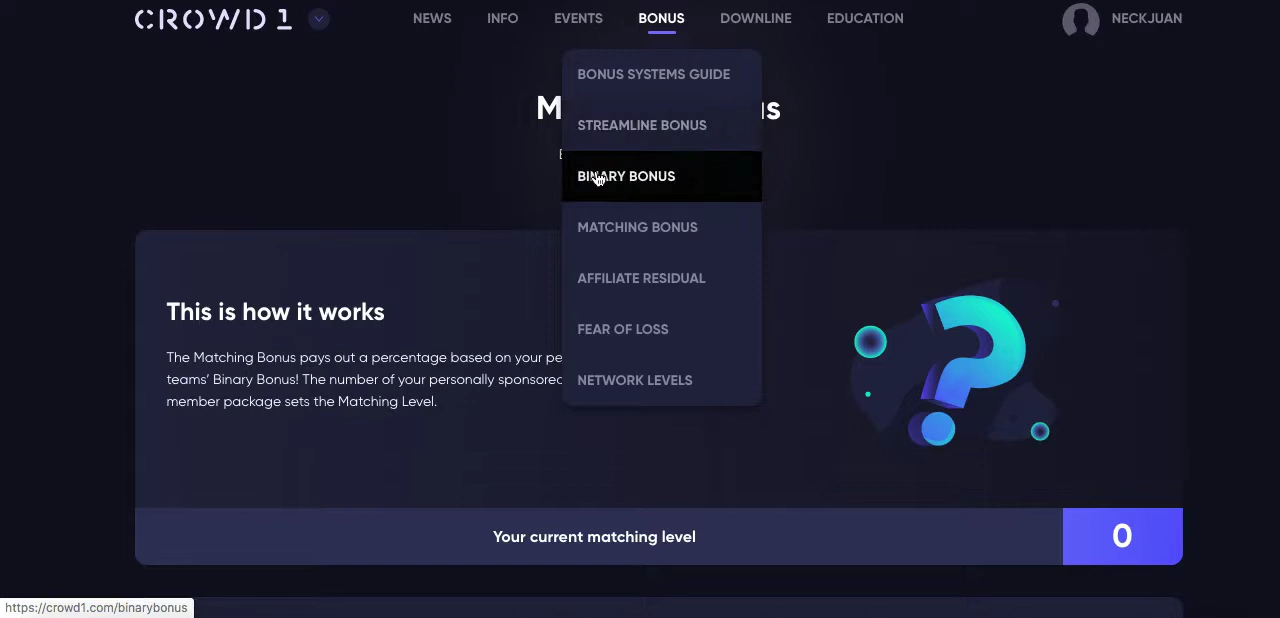 CROWD 1
NEWS
INFO
EVENTS
BONUS
DOWNLINE
EDUCATION
NECKJUAN
BONUS SYSTEMS GUIDE
STREAMLINE BONUS
BINARY BONUS
MATCHING BONUS
AFFILIATE RESIDUAL
FEAR OF LOSS
NETWORK LEVELS
This is how it works
The Matching Bonus pays out a percentage based on your
teams’ Binary Bonus! The number of your personally sponsored
member package sets the Matching Level.
Your current matching level
0
https://crowd1.com/binarybonus